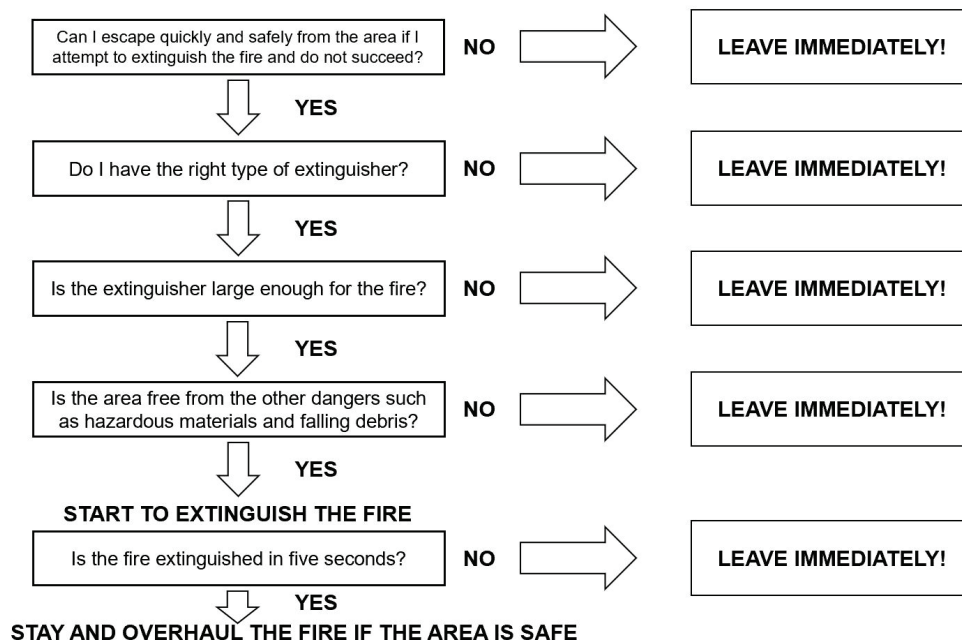 Can I escape quickly and safely from the area if I
attempt to extinguish the fire and do not succeed?
NO
LEAVE IMMEDIATELY!
YES
Do I have the right type of extinguisher?
NO
LEAVE IMMEDIATELY!
YES
Is the extinguisher large enough for the fire?
NO
LEAVE IMMEDIATELY!
YES
Is the area free from the other dangers such
as hazardous materials and falling debris?
NO
LEAVE IMMEDIATELY!
YES
START TO EXTINGUISH THE FIRE
Is the fire extinguished in five seconds?
NO
LEAVE IMMEDIATELY!
YES
STAY AND OVERHAUL THE FIRE IF THE AREA IS SAFE